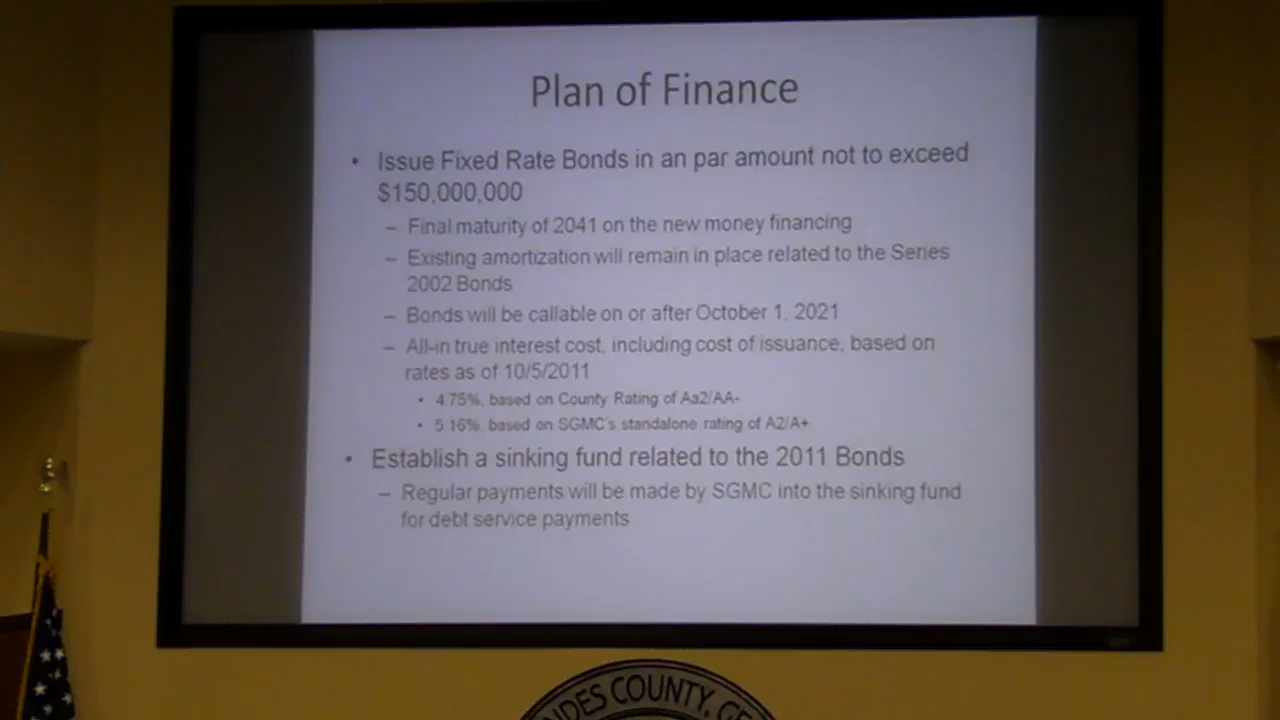 Plan of Finance
• Issue Fixed Rate Bonds in an par amount not to exceed
$150,000,000
– Final maturity of 2041 on the new money financing
– Existing amortization will remain in place related to the Series
2002 Bonds
– Bonds will be callable on or after October 1, 2021
– All-in true interest cost, including cost of issuance, based on
rates as of 10/5/2011
• 4.75%, based on County Rating of Aa2/AA-
• 5.16%, based on SGMC's standalone rating of A2/A+
• Establish a sinking fund related to the 2011 Bonds
– Regular payments will be made by SGMC into the sinking fund
for debt service payments
NDES COUNTY, GE